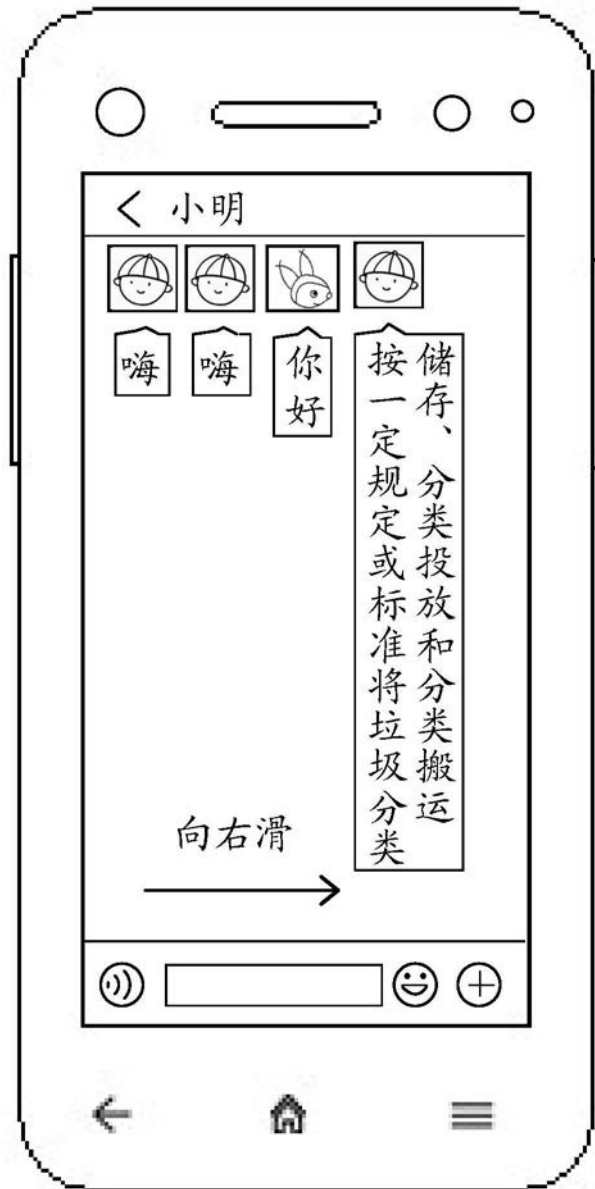 小明
嗨
嗨
你好
按一定规定或标准将垃圾分类
储存、分类投放和分类搬运
向右滑